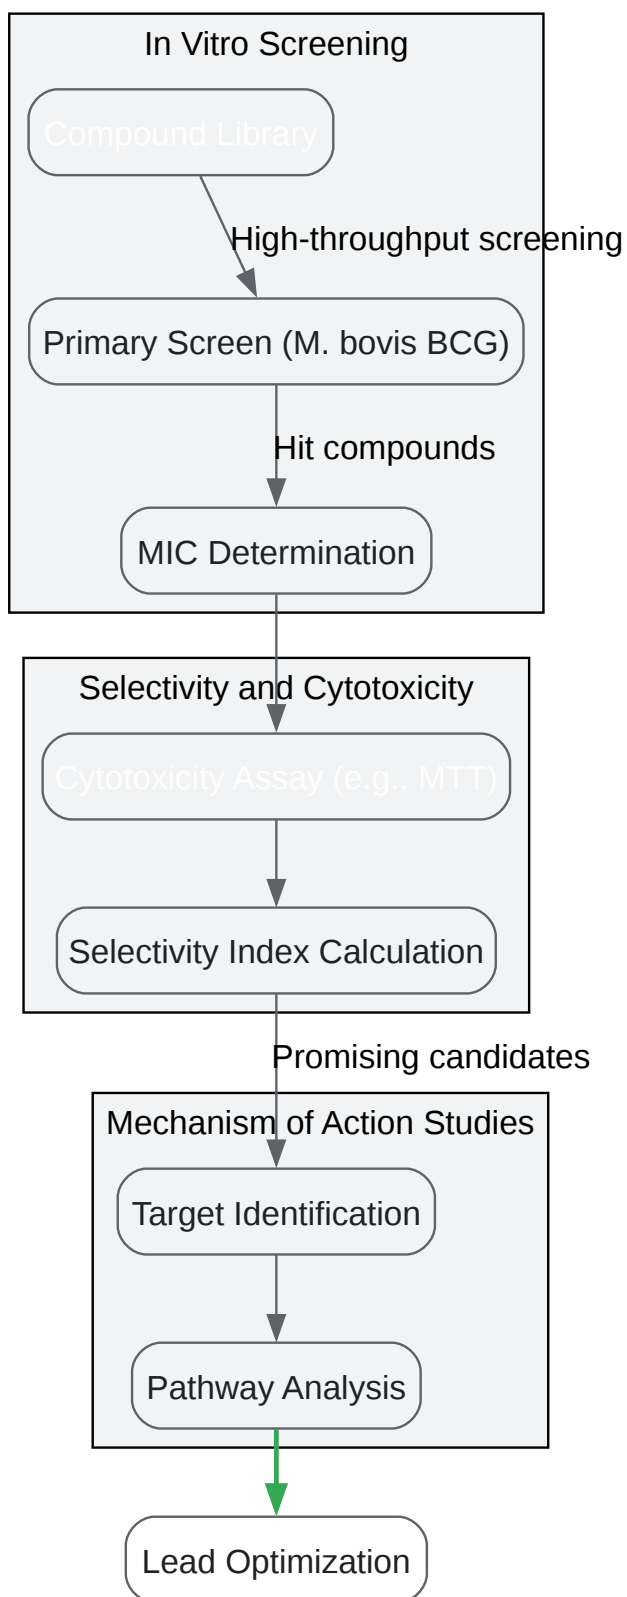 In Vitro Screening
Compound Library
High-throughput screening
Primary Screen (M. bovis BCG)
Hit compounds
MIC Determination
Selectivity and Cytotoxicity
Cytotoxicity Assay (e.g., MTT)
Selectivity Index Calculation
Promising candidates
Mechanism of Action Studies
Target Identification
Pathway Analysis
Lead Optimization